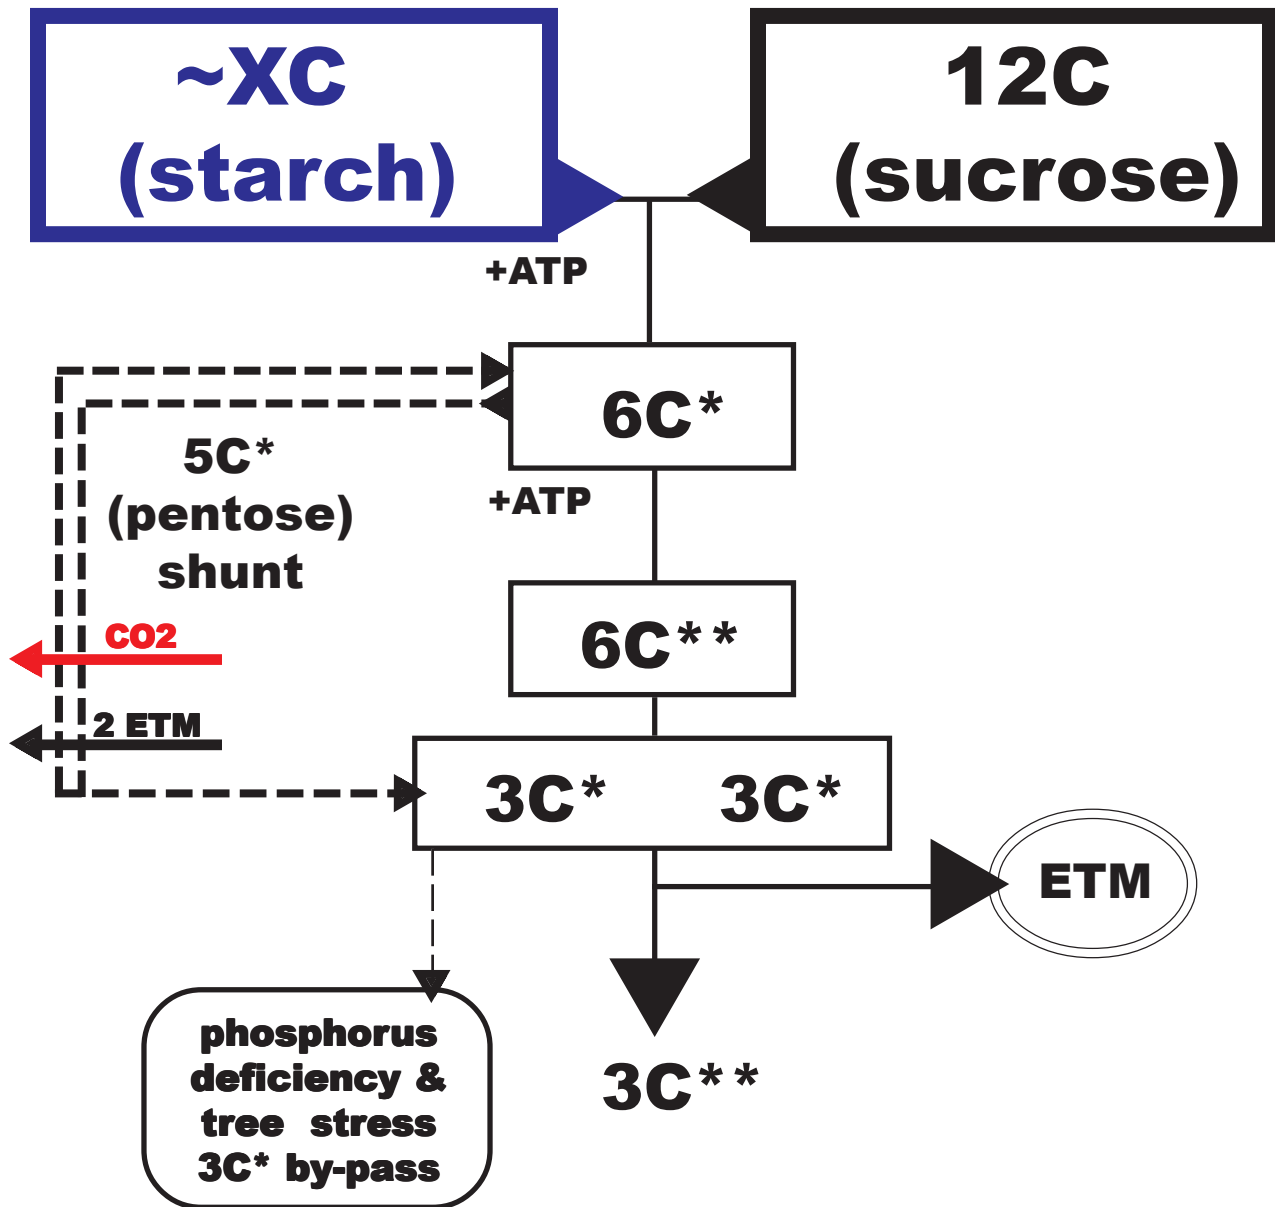 ~XC
(starch)
12C
(sucrose)
+ATP
6C*
5C*
(pentose)
shunt
+ATP
6C**
CO2
2 ETM
3C* 3C*
ETM
phosphorus
deficiency &
tree stress
3C* by-pass
3C**